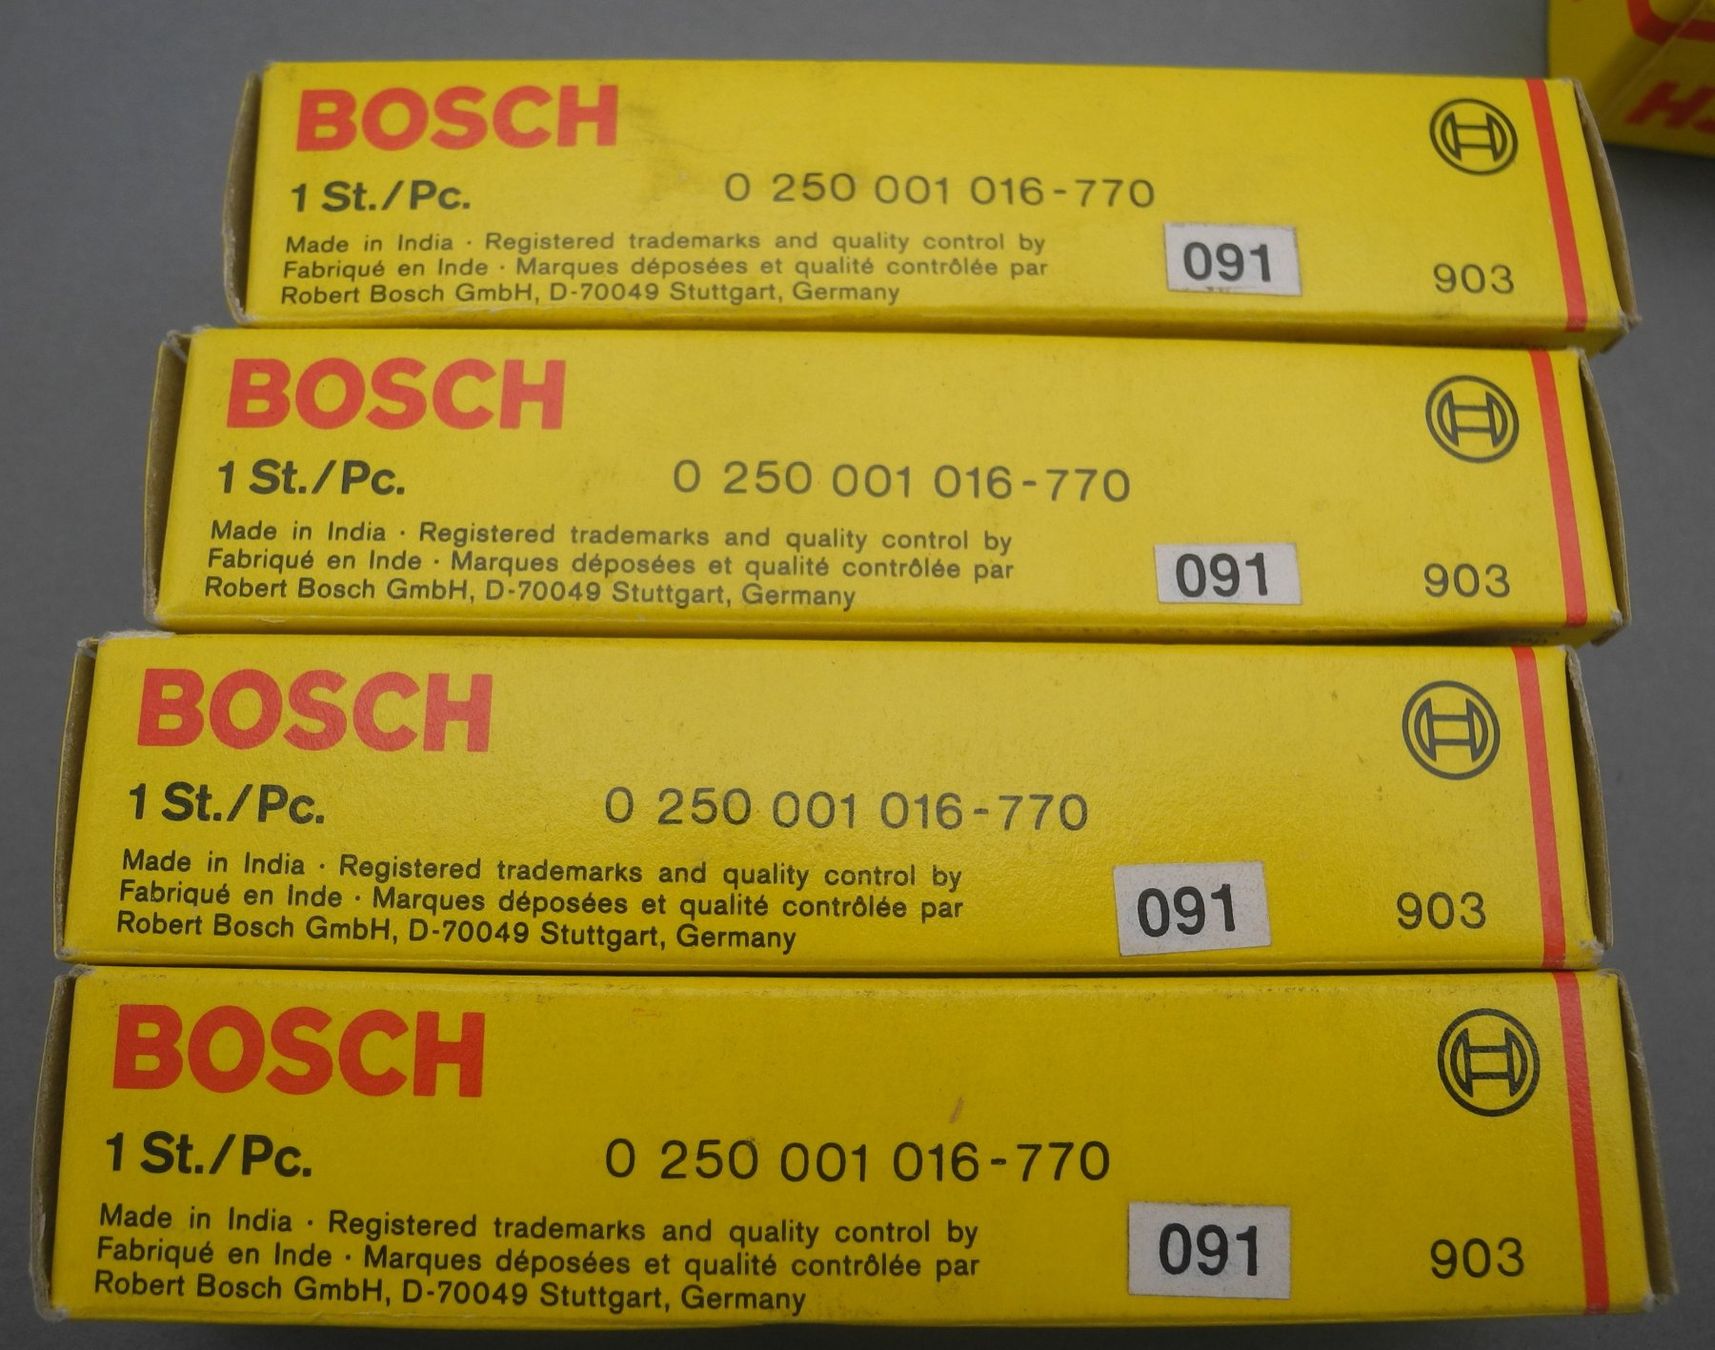 BOSCH
1 St./Pc. 0 250 001 016-770
Made in India · Registered trademarks and quality control by
Fabriqué en Inde · Marques déposées et qualité contrôlée par
Robert Bosch GmbH, D-70049 Stuttgart, Germany
091
903
BOSCH
1 St./Pc. 0 250 001 016-770
Made in India · Registered trademarks and quality control by
Fabriqué en Inde · Marques déposées et qualité contrôlée par
Robert Bosch GmbH, D-70049 Stuttgart, Germany
091
903
BOSCH
1 St./Pc. 0 250 001 016-770
Made in India · Registered trademarks and quality control by
Fabriqué en Inde · Marques déposées et qualité contrôlée par
Robert Bosch GmbH, D-70049 Stuttgart, Germany
091
903
BOSCH
1 St./Pc. 0 250 001 016-770
Made in India · Registered trademarks and quality control by
Fabriqué en Inde · Marques déposées et qualité contrôlée par
Robert Bosch GmbH, D-70049 Stuttgart, Germany
091
903